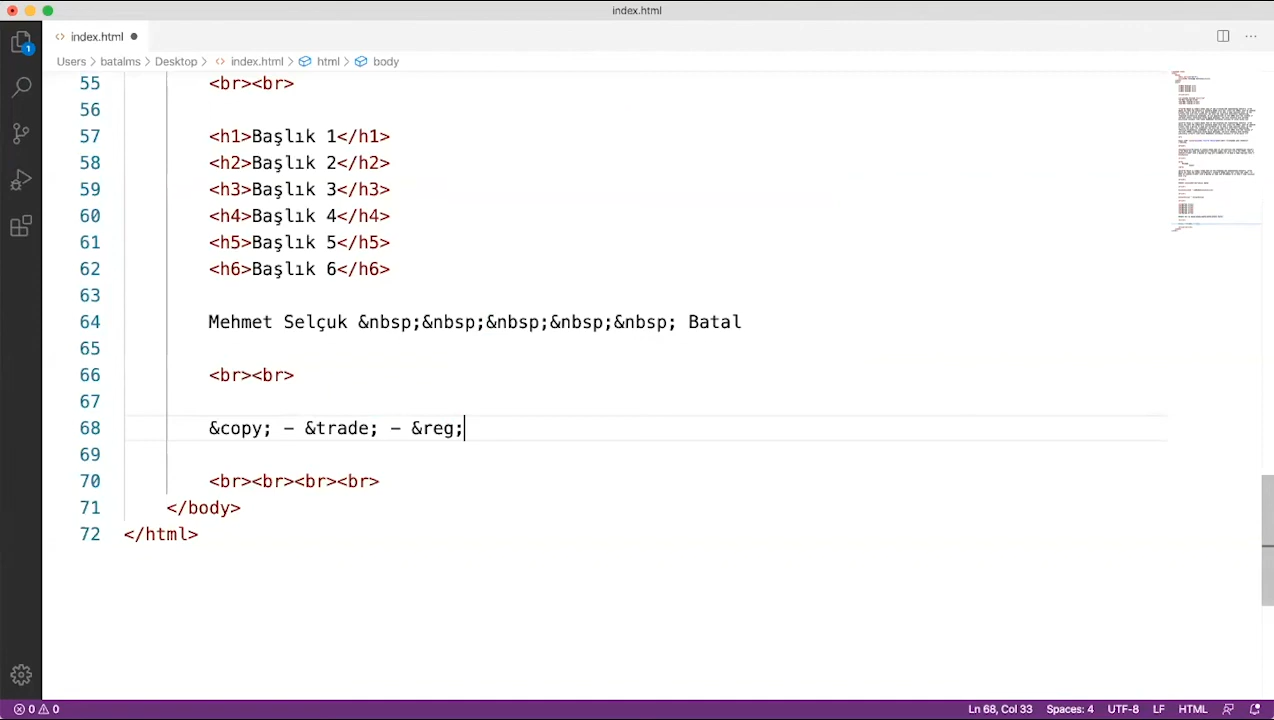 index.html
index.html
Users batalms Desktop index.html html body
1
55 <br><br>
56
57 <h1>Başlık 1</h1>
58 <h2>Başlık 2</h2>
59 <h3>Başlık 3</h3>
60 <h4>Başlık 4</h4>
61 <h5>Başlık 5</h5>
62 <h6>Başlık 6</h6>
63
64 Mehmet Selçuk &nbsp;&nbsp;&nbsp;&nbsp;&nbsp; Batal
65
66 <br><br>
67
68 &copy; - &trade; - &reg;
69
70 <br><br><br><br>
71 </body>
72 </html>
0 0 Ln 68, Col 33 Spaces: 4 UTF-8 LF HTML